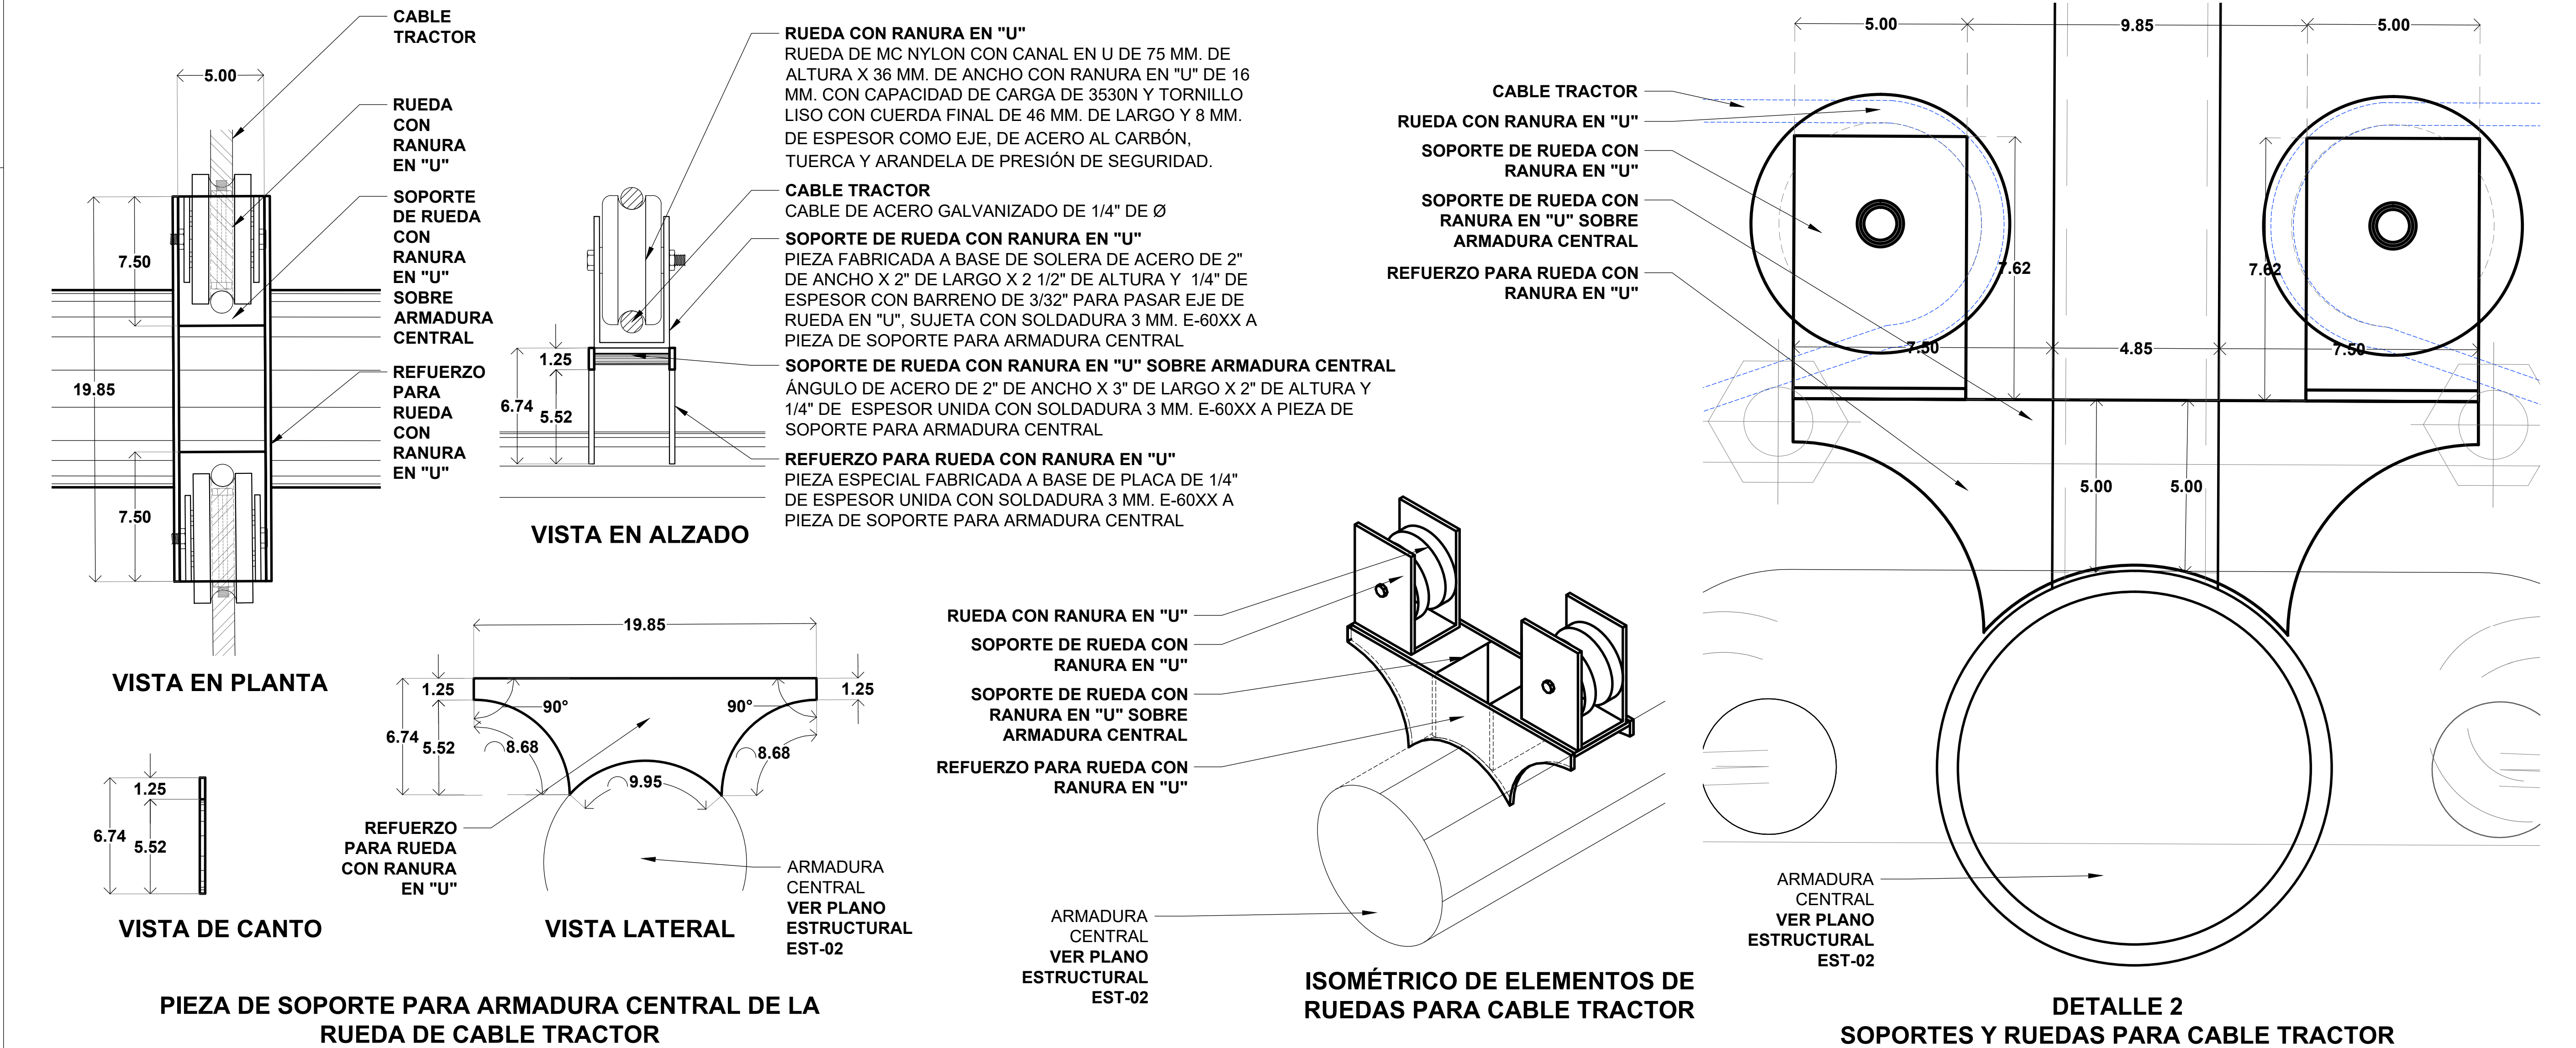 CABLE
TRACTOR
5.00
RUEDA
CON
RANURA
EN "U"
SOPORTE
DE RUEDA
CON
RANURA
EN "U"
SOBRE
ARMADURA
CENTRAL
REFUERZO
PARA
RUEDA
CON
RANURA
EN "U"
7.50
19.85
7.50
VISTA EN PLANTA
RUEDA CON RANURA EN "U"
RUEDA DE MC NYLON CON CANAL EN U DE 75 MM. DE
ALTURA X 36 MM. DE ANCHO CON RANURA EN "U" DE 16
MM. CON CAPACIDAD DE CARGA DE 3530N Y TORNILLO
LISO CON CUERDA FINAL DE 46 MM. DE LARGO Y 8 MM.
DE ESPESOR COMO EJE, DE ACERO AL CARBÓN,
TUERCA Y ARANDELA DE PRESIÓN DE SEGURIDAD.
CABLE TRACTOR
CABLE DE ACERO GALVANIZADO DE 1/4" DE Ø
SOPORTE DE RUEDA CON RANURA EN "U"
PIEZA FABRICADA A BASE DE SOLERA DE ACERO DE 2"
DE ANCHO X 2" DE LARGO X 2 1/2" DE ALTURA Y 1/4" DE
ESPESOR CON BARRENO DE 3/32" PARA PASAR EJE DE
RUEDA EN "U", SUJETA CON SOLDADURA 3 MM. E-60XX A
PIEZA DE SOPORTE PARA ARMADURA CENTRAL
SOPORTE DE RUEDA CON RANURA EN "U" SOBRE ARMADURA CENTRAL
ÁNGULO DE ACERO DE 2" DE ANCHO X 3" DE LARGO X 2" DE ALTURA Y
1/4" DE ESPESOR UNIDA CON SOLDADURA 3 MM. E-60XX A PIEZA DE
SOPORTE PARA ARMADURA CENTRAL
REFUERZO PARA RUEDA CON RANURA EN "U"
PIEZA ESPECIAL FABRICADA A BASE DE PLACA DE 1/4"
DE ESPESOR UNIDA CON SOLDADURA 3 MM. E-60XX A
PIEZA DE SOPORTE PARA ARMADURA CENTRAL
1.25
6.74
5.52
VISTA EN ALZADO
1.25
6.74
5.52
VISTA DE CANTO
19.85
1.25
1.25
90°
90°
6.74
5.52
8.68
8.68
9.95
REFUERZO
PARA RUEDA
CON RANURA
EN "U"
ARMADURA
CENTRAL
VER PLANO
ESTRUCTURAL
EST-02
VISTA LATERAL
PIEZA DE SOPORTE PARA ARMADURA CENTRAL DE LA
RUEDA DE CABLE TRACTOR
RUEDA CON RANURA EN "U"
SOPORTE DE RUEDA CON
RANURA EN "U"
SOPORTE DE RUEDA CON
RANURA EN "U" SOBRE
ARMADURA CENTRAL
REFUERZO PARA RUEDA CON
RANURA EN "U"
ARMADURA
CENTRAL
VER PLANO
ESTRUCTURAL
EST-02
ISOMÉTRICO DE ELEMENTOS DE
RUEDAS PARA CABLE TRACTOR
5.00
9.85
5.00
CABLE TRACTOR
RUEDA CON RANURA EN "U"
SOPORTE DE RUEDA CON
RANURA EN "U"
SOPORTE DE RUEDA CON
RANURA EN "U" SOBRE
ARMADURA CENTRAL
REFUERZO PARA RUEDA CON
RANURA EN "U"
7.62
7.62
7.50
4.85
7.50
5.00
5.00
ARMADURA
CENTRAL
VER PLANO
ESTRUCTURAL
EST-02
DETALLE 2
SOPORTES Y RUEDAS PARA CABLE TRACTOR